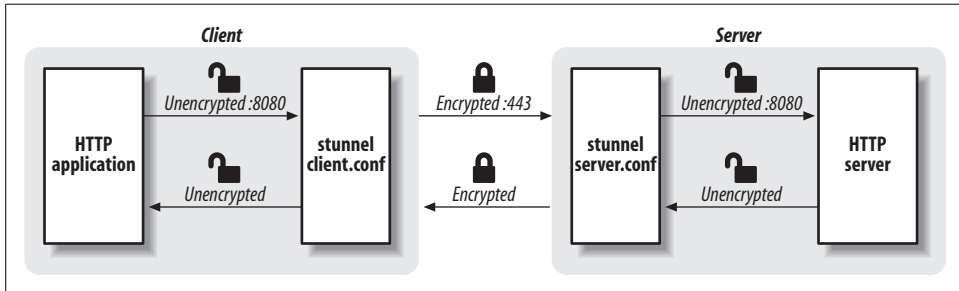 Client
Server
HTTP
application
Unencrypted :8080
Unencrypted
stunnel
client.conf
Encrypted :443
Encrypted
stunnel
server.conf
Unencrypted :8080
Unencrypted
HTTP
server